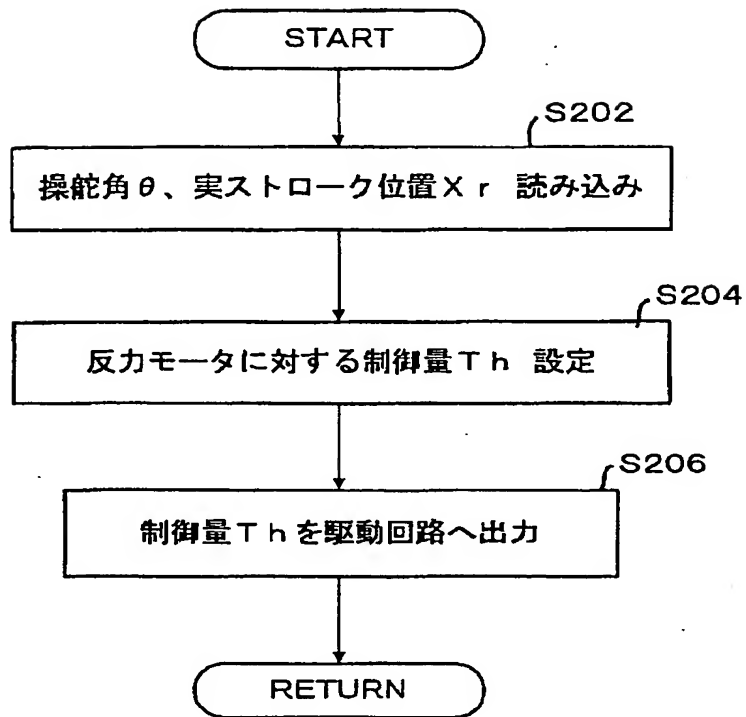 START
S202
操舵角θ、実ストローク位置Xr 読み込み
S204
反力モータに対する制御量Th 設定
S206
制御量Thを駆動回路へ出力
RETURN